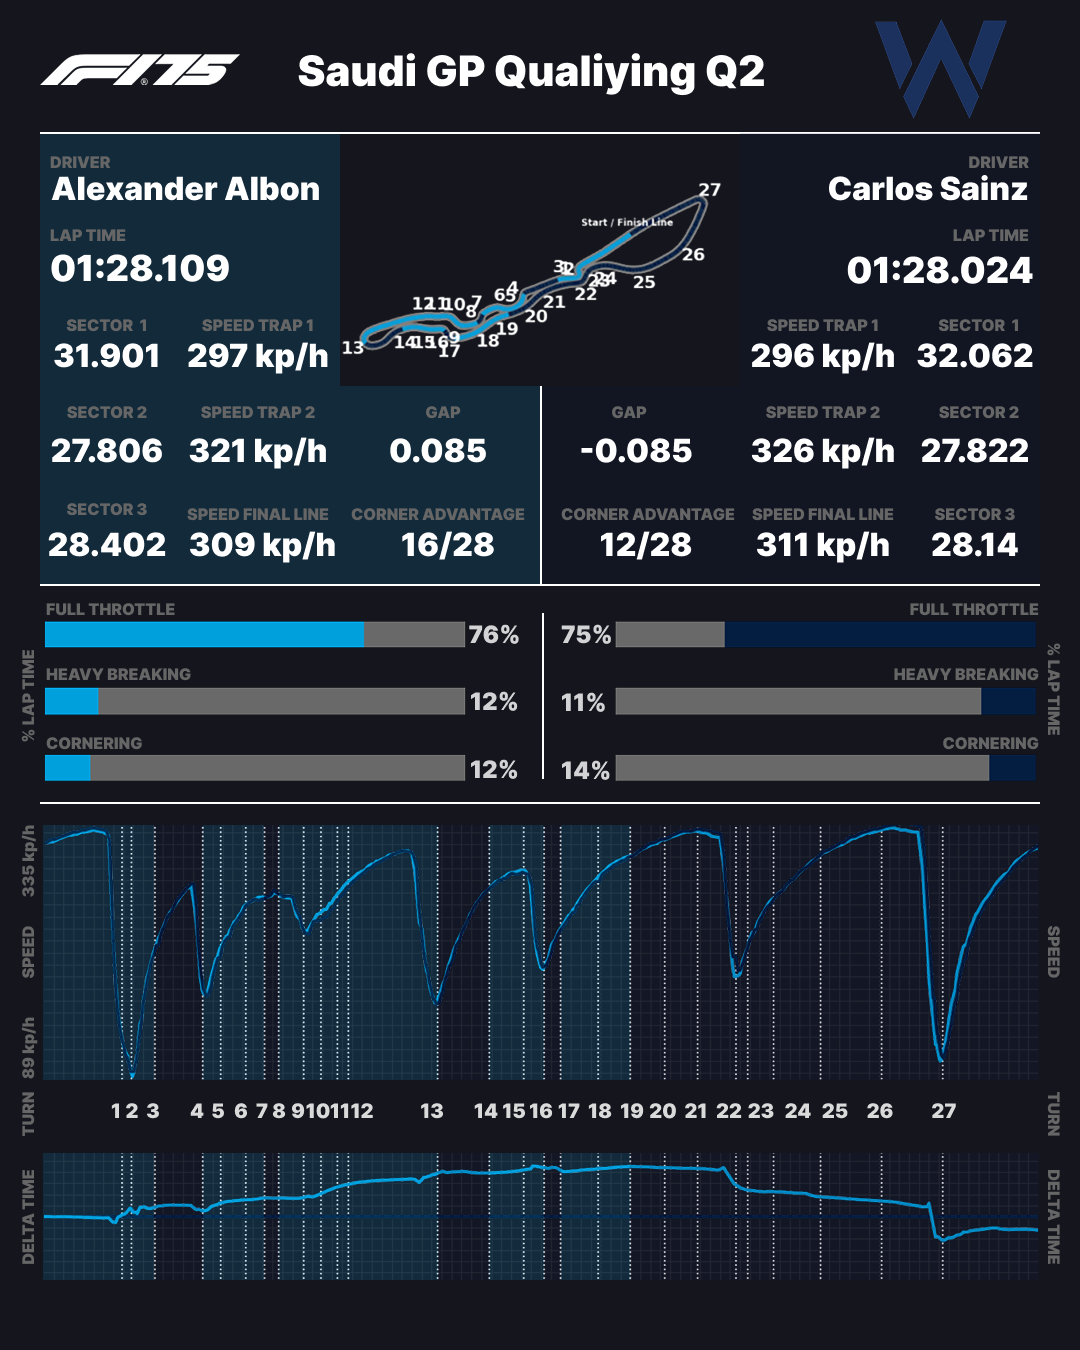 F1.75 ®
Saudi GP Qualiying Q2
W
DRIVER
Alexander Albon
LAP TIME
01:28.109
SECTOR 1 SPEED TRAP 1
31.901 297 kp/h
SECTOR 2 SPEED TRAP 2 GAP
27.806 321 kp/h 0.085
SECTOR 3 SPEED FINAL LINE CORNER ADVANTAGE
28.402 309 kp/h 16/28
Start / Finish Line
27
26
25
24
22
21
20
19
18
17
16
15
14
13
12
11
10
9
8
7
6
5
4
3
DRIVER
Carlos Sainz
LAP TIME
01:28.024
SPEED TRAP 1 SECTOR 1
296 kp/h 32.062
GAP SPEED TRAP 2 SECTOR 2
-0.085 326 kp/h 27.822
CORNER ADVANTAGE SPEED FINAL LINE SECTOR 3
12/28 311 kp/h 28.14
% LAP TIME
FULL THROTTLE
76%
HEAVY BREAKING
12%
CORNERING
12%
FULL THROTTLE
75%
HEAVY BREAKING
11%
CORNERING
14%
% LAP TIME
335 kp/h
SPEED
89 kp/h
SPEED
TURN
1 2 3 4 5 6 7 8 9 10 11 12 13 14 15 16 17 18 19 20 21 22 23 24 25 26 27
TURN
DELTA TIME
DELTA TIME